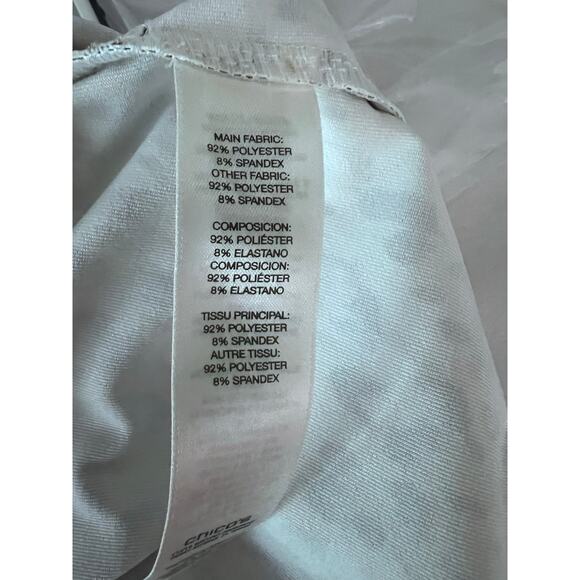 MAIN FABRIC:
92% POLYESTER
8% SPANDEX
OTHER FABRIC:
92% POLYESTER
8% SPANDEX
COMPOSICION:
92% POLIÉSTER
8% ELASTANO
COMPOSICION:
92% POLIÉSTER
8% ELASTANO
TISSU PRINCIPAL:
92% POLYESTER
8% SPANDEX
AUTRE TISSU:
92% POLYESTER
8% SPANDEX
chico's